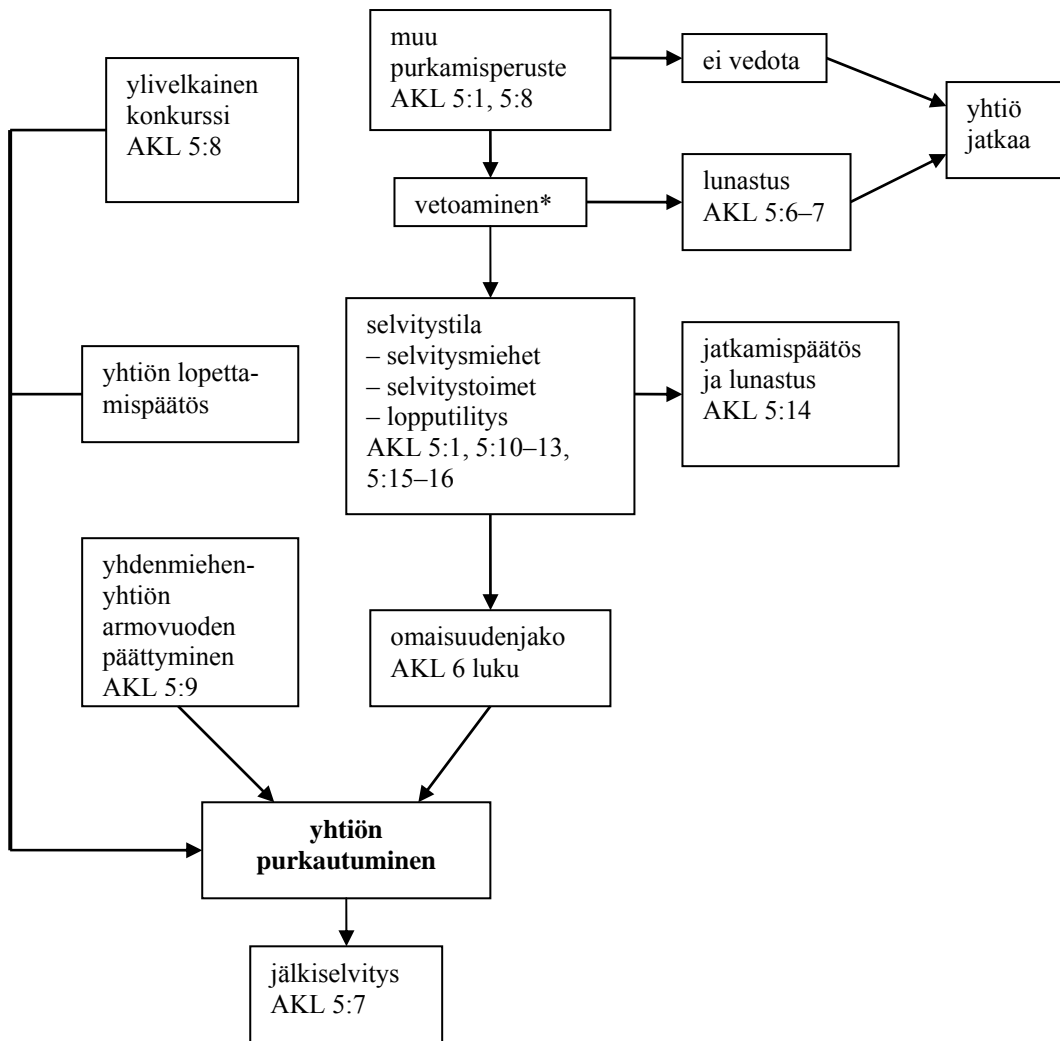 muu
purkamisperuste
AKL 5:1, 5:8
ei vedota
yhtiö
jatkaa
ylivelkainen
konkurssi
AKL 5:8
vetoaminen*
lunastus
AKL 5:6–7
selvitystila
– selvitysmiehet
– selvitystoimet
– lopputilitys
AKL 5:1, 5:10–13,
5:15–16
jatkamispäätös
ja lunastus
AKL 5:14
yhtiön lopetta-
mispäätös
yhdenmiehen-
yhtiön
armovuoden
päättyminen
AKL 5:9
omaisuudenjako
AKL 6 luku
yhtiön
purkautuminen
jälkiselvitys
AKL 5:7